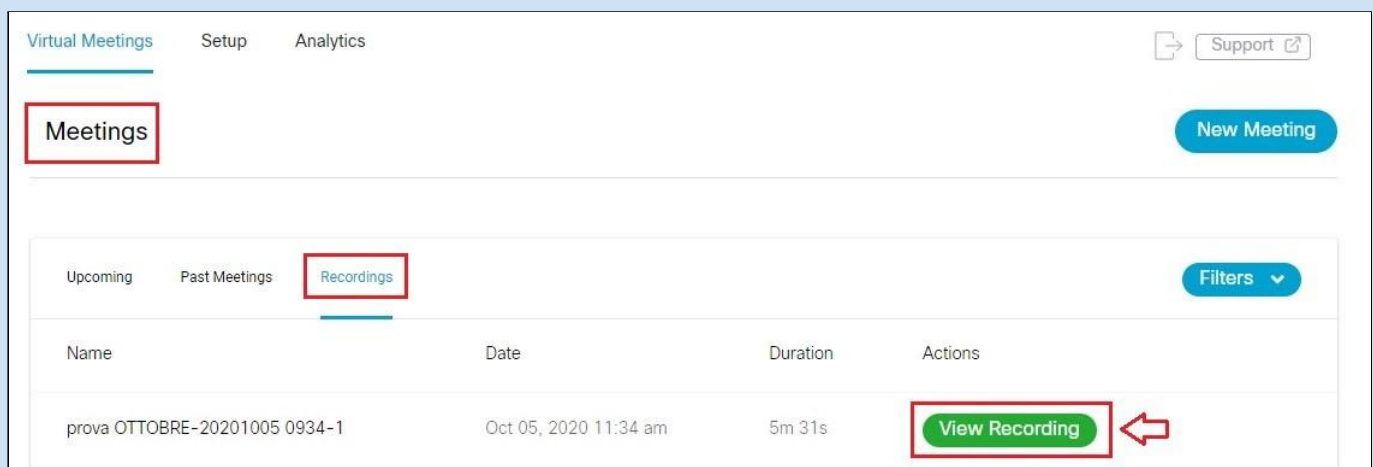 Virtual Meetings Setup Analytics Support
Meetings New Meeting
Upcoming Past Meetings Recordings Filters
Name Date Duration Actions
prova OTTOBRE-20201005 0934-1 Oct 05, 2020 11:34 am 5m 31s View Recording